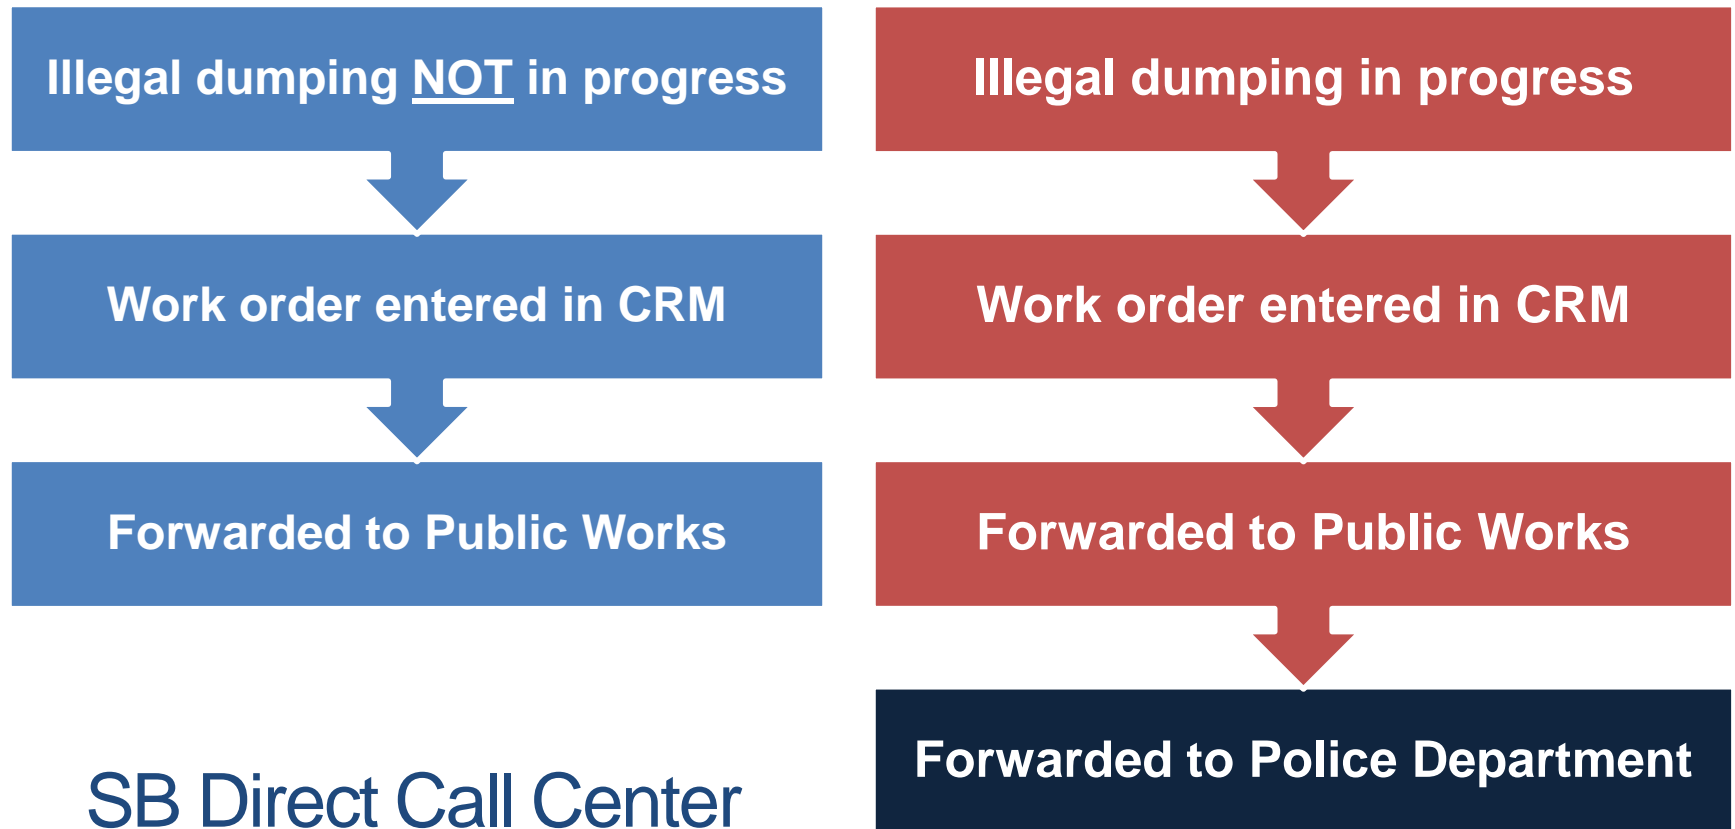 Illegal dumping NOT in progress
Work order entered in CRM
Forwarded to Public Works
Illegal dumping in progress
Work order entered in CRM
Forwarded to Public Works
Forwarded to Police Department
SB Direct Call Center